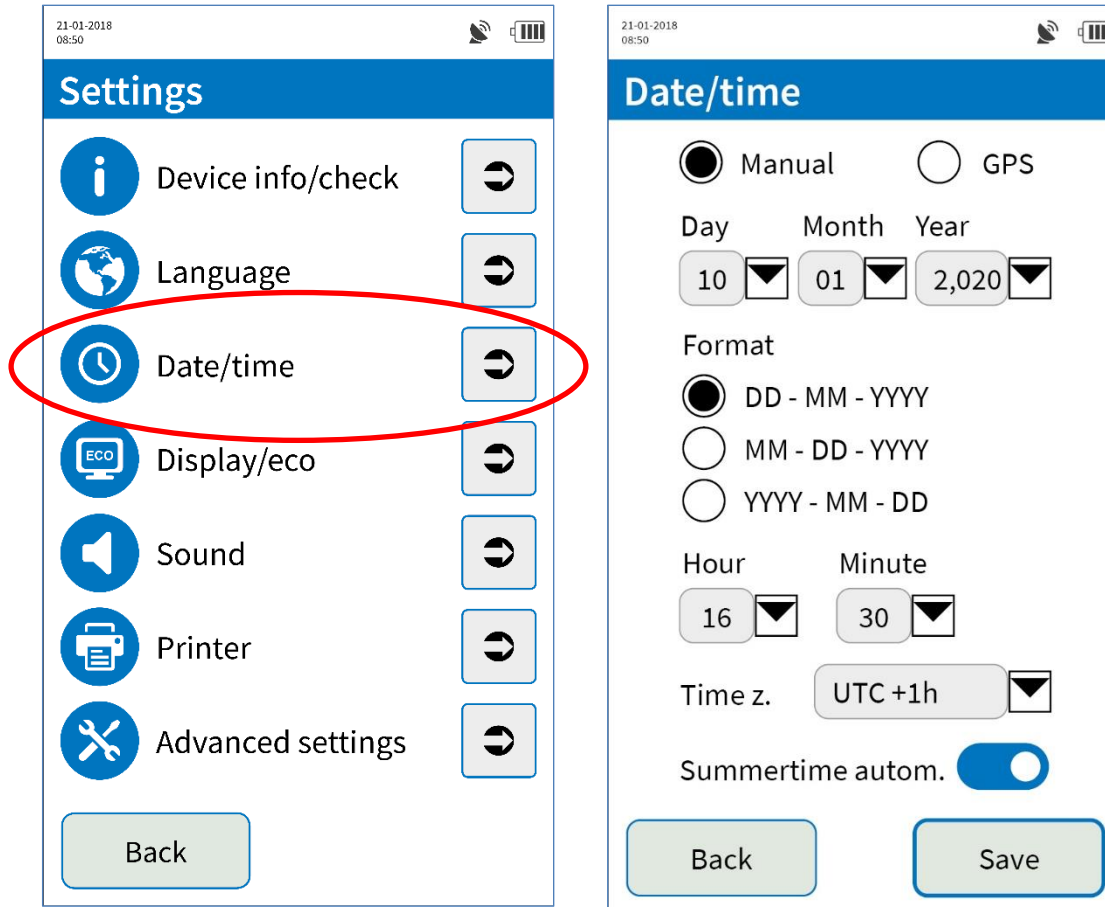 21-01-2018
08:50
Settings
Device info/check
Language
Date/time
ECO
Display/eco
Sound
Printer
Advanced settings
Back
21-01-2018
08:50
Date/time
Manual GPS
Day Month Year
10 01 2,020
Format
DD - MM - YYYY
MM - DD - YYYY
YYYY - MM - DD
Hour Minute
16 30
Time z. UTC +1h
Summertime autom.
Back Save